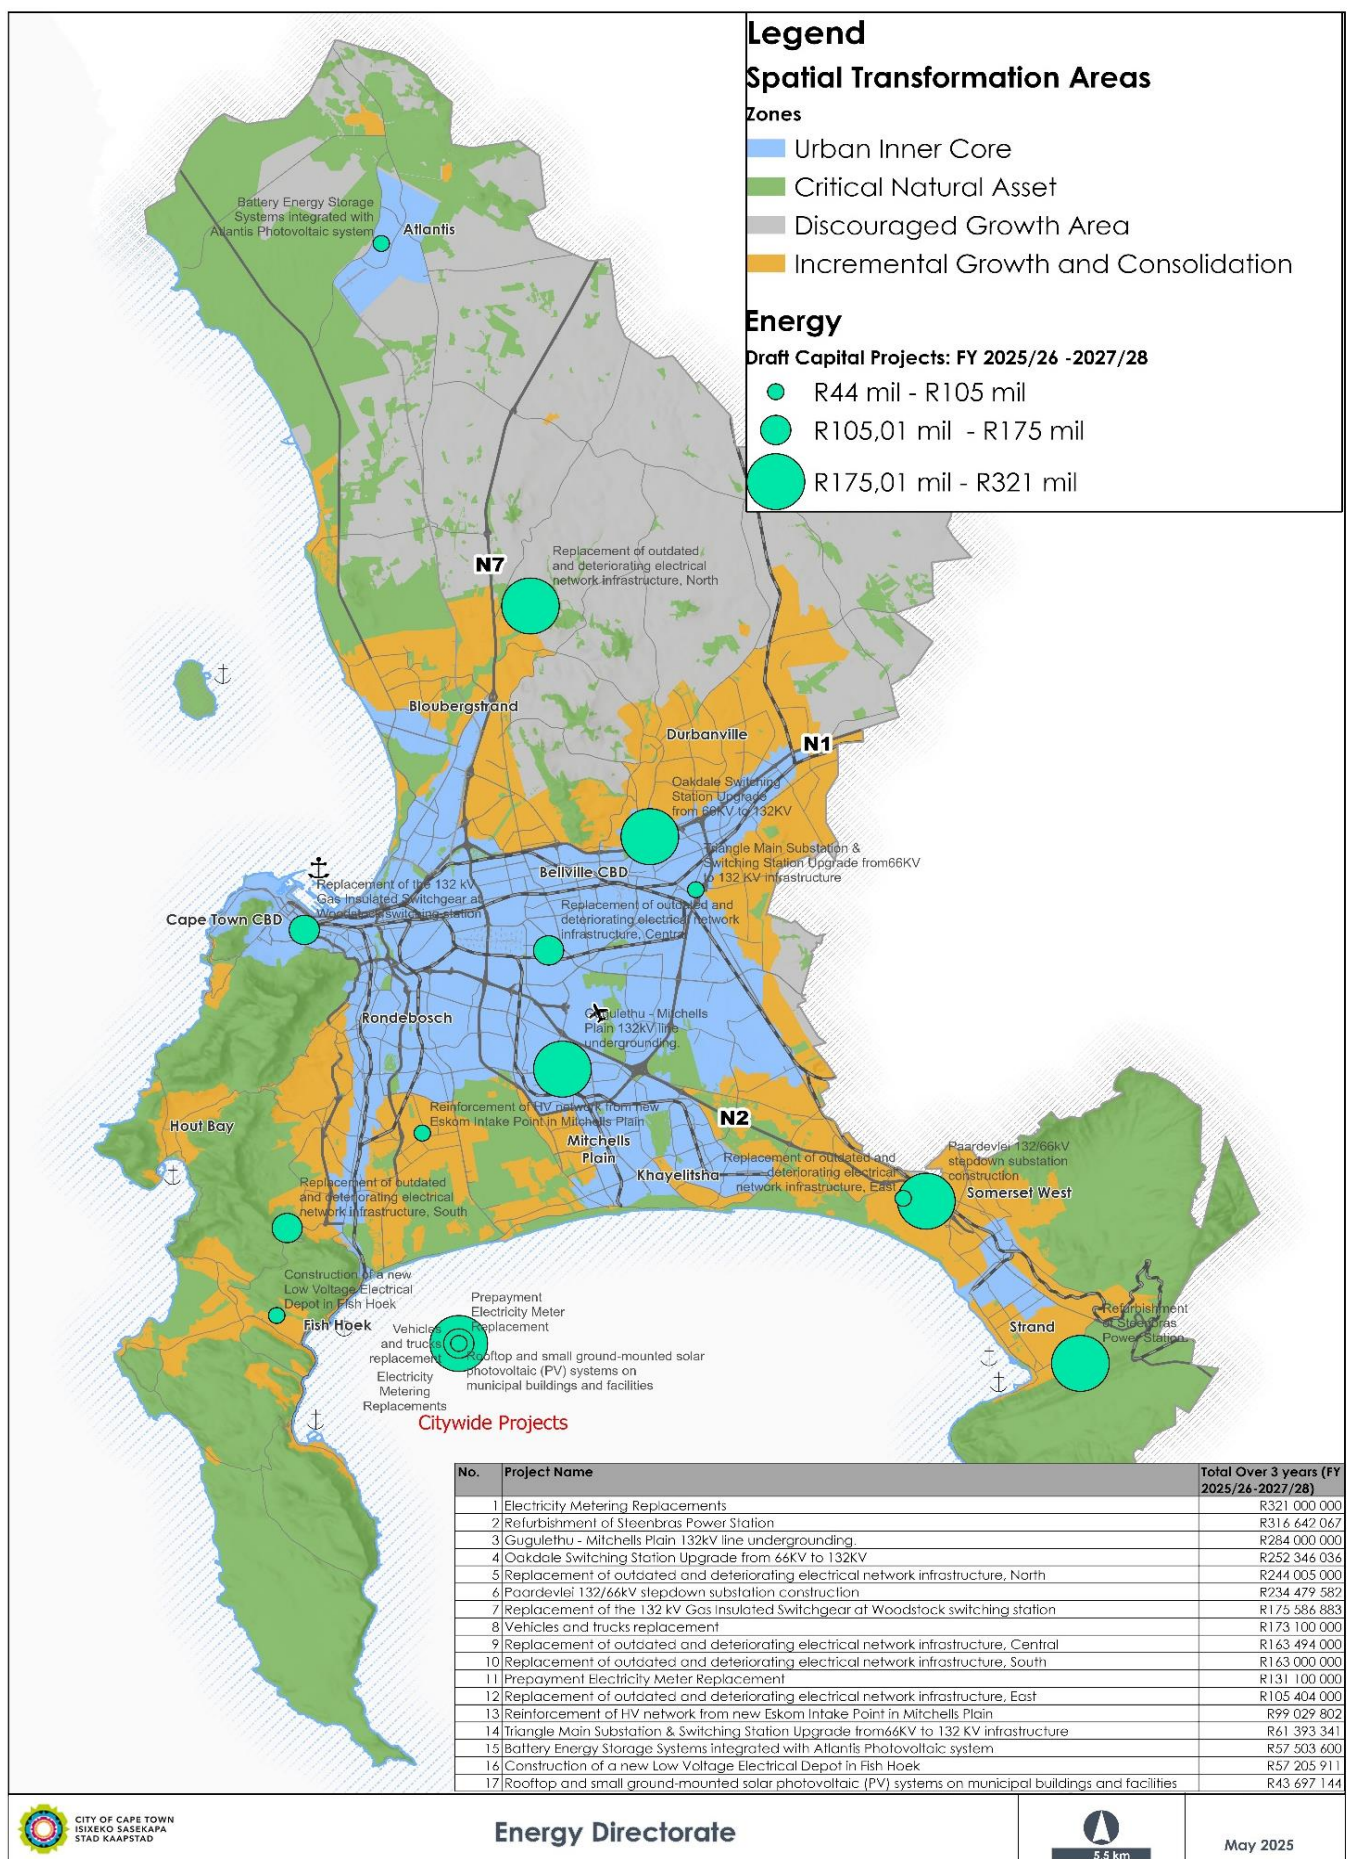 Legend
Spatial Transformation Areas
Zones
Urban Inner Core
Critical Natural Asset
Discouraged Growth Area
Incremental Growth and Consolidation
Energy
Draft Capital Projects: FY 2025/26 -2027/28
R44 mil - R105 mil
R105,01 mil - R175 mil
R175,01 mil - R321 mil
Battery Energy Storage
Systems integrated with
Atlantis Photovoltaic system
Atlantis
N7
Replacement of outdated
and deteriorating electrical
network infrastructure, North
Bloubergstrand
Durbanville
N1
Oakdale Switching
Station Upgrade
from 66KV to 132KV
Triangle Main Substation &
Switching Station Upgrade from66KV
to 132 KV infrastructure
Bellville CBD
Replacement of the 132 kV
Gas Insulated Switchgear at
Woodstock switching station
Cape Town CBD
Replacement of outdated and
deteriorating electrical network
infrastructure, Central
Rondebosch
Gugulethu - Mitchells
Plain 132kV line
undergrounding.
Reinforcement of HV network from new
Eskom Intake Point in Mitchells Plain
N2
Hout Bay
Mitchells
Plain
Khayelitsha
Replacement of outdated and
deteriorating electrical
network infrastructure, East
Paardevlei 132/66kV
stepdown substation
construction
Somerset West
Replacement of outdated
and deteriorating electrical
network infrastructure, South
Construction of a new
Low Voltage Electrical
Depot in Fish Hoek
Fish Hoek
Prepayment
Electricity Meter
Replacement
Vehicles
and trucks
replacement
Rooftop and small ground-mounted solar
photovoltaic (PV) systems on
municipal buildings and facilities
Electricity
Metering
Replacements
Citywide Projects
Strand
Refurbishment
of Steenbras
Power Station
No. Project Name Total Over 3 years (FY
2025/26-2027/28)
1 Electricity Metering Replacements R321 000 000
2 Refurbishment of Steenbras Power Station R316 642 067
3 Gugulethu - Mitchells Plain 132kV line undergrounding. R284 000 000
4 Oakdale Switching Station Upgrade from 66KV to 132KV R252 346 036
5 Replacement of outdated and deteriorating electrical network infrastructure, North R244 005 000
6 Paardevlei 132/66kV stepdown substation construction R234 479 582
7 Replacement of the 132 kV Gas Insulated Switchgear at Woodstock switching station R175 586 883
8 Vehicles and trucks replacement R173 100 000
9 Replacement of outdated and deteriorating electrical network infrastructure, Central R163 494 000
10 Replacement of outdated and deteriorating electrical network infrastructure, South R163 000 000
11 Prepayment Electricity Meter Replacement R131 100 000
12 Replacement of outdated and deteriorating electrical network infrastructure, East R105 404 000
13 Reinforcement of HV network from new Eskom Intake Point in Mitchells Plain R99 029 802
14 Triangle Main Substation & Switching Station Upgrade from66KV to 132 KV infrastructure R61 393 341
15 Battery Energy Storage Systems integrated with Atlantis Photovoltaic system R57 503 600
16 Construction of a new Low Voltage Electrical Depot in Fish Hoek R57 205 911
17 Rooftop and small ground-mounted solar photovoltaic (PV) systems on municipal buildings and facilities R43 697 144
CITY OF CAPE TOWN
ISIXEKO SASEKAPA
STAD KAAPSTAD
Energy Directorate
5,5 km
May 2025